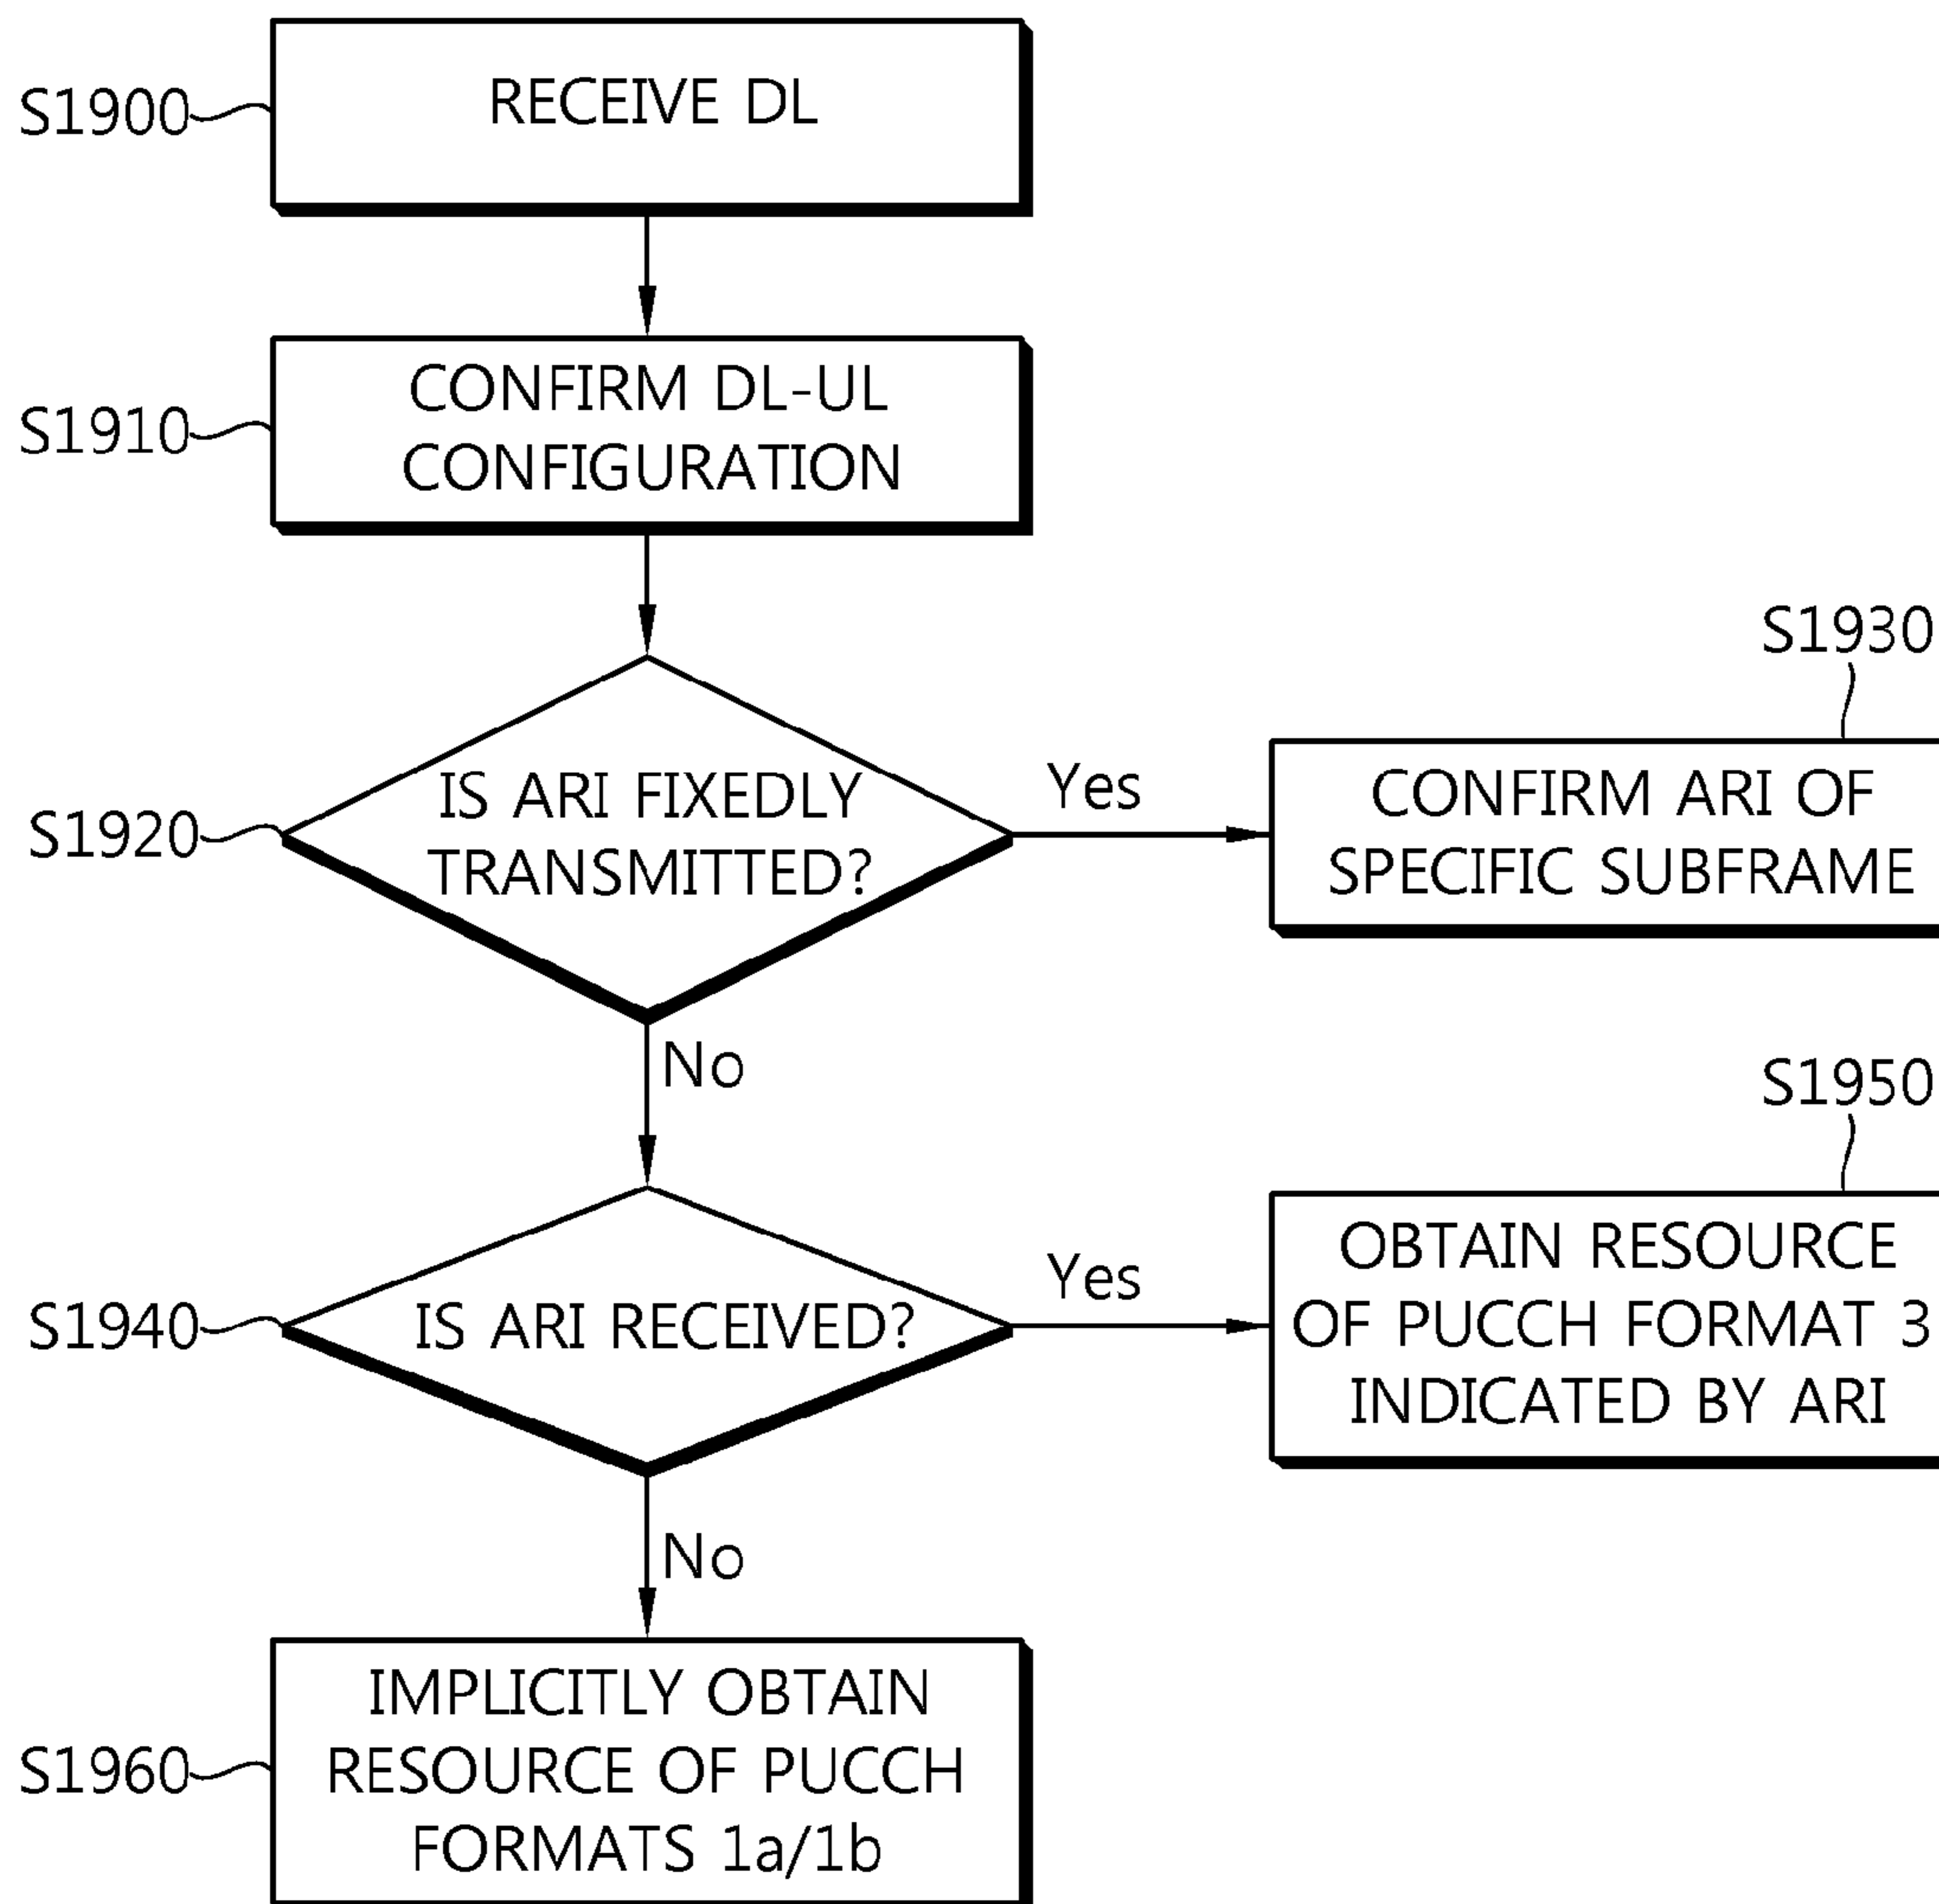 S1900
RECEIVE DL
S1910
CONFIRM DL-UL
CONFIGURATION
S1920
IS ARI FIXEDLY
TRANSMITTED?
Yes
S1930
CONFIRM ARI OF
SPECIFIC SUBFRAME
No
S1940
IS ARI RECEIVED?
Yes
S1950
OBTAIN RESOURCE
OF PUCCH FORMAT 3
INDICATED BY ARI
No
S1960
IMPLICITLY OBTAIN
RESOURCE OF PUCCH
FORMATS 1a/1b